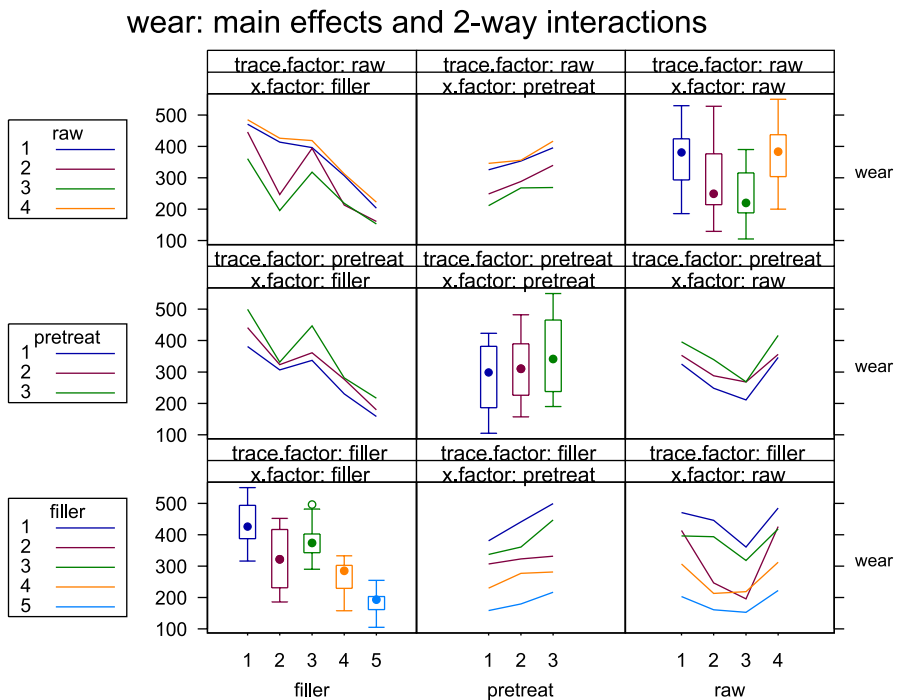 wear: main effects and 2-way interactions
trace.factor: raw
trace.factor: raw
trace.factor: raw
x.factor: filler
x.factor: pretreat
x.factor: raw
raw
1
2
3
4
500
400
300
200
100
wear
trace.factor: pretreat
trace.factor: pretreat
trace.factor: pretreat
x.factor: filler
x.factor: pretreat
x.factor: raw
pretreat
1
2
3
500
400
300
200
100
wear
trace.factor: filler
trace.factor: filler
trace.factor: filler
x.factor: filler
x.factor: pretreat
x.factor: raw
filler
1
2
3
4
5
500
400
300
200
100
wear
1 2 3 4 5
1 2 3
1 2 3 4
filler
pretreat
raw